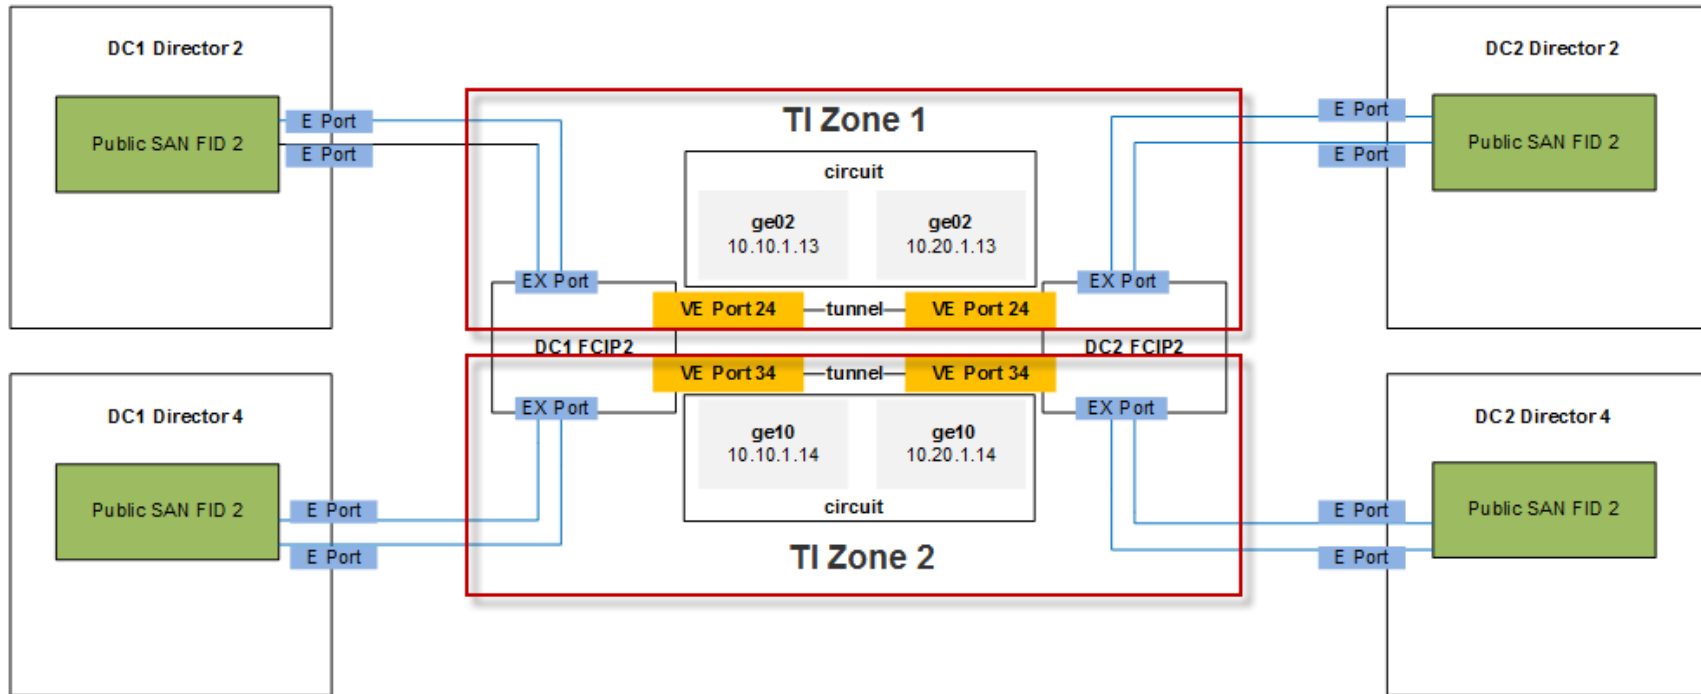 DC1 Director 2
Public SAN FID 2
E Port
E Port
TI Zone 1
circuit
ge02
10.10.1.13
ge02
10.20.1.13
EX Port
EX Port
VE Port 24
tunnel
VE Port 24
DC2 Director 2
E Port
E Port
Public SAN FID 2
DC1 FCIP2
DC2 FCIP2
VE Port 34
tunnel
VE Port 34
EX Port
EX Port
ge10
10.10.1.14
ge10
10.20.1.14
circuit
TI Zone 2
DC1 Director 4
Public SAN FID 2
E Port
E Port
DC2 Director 4
E Port
E Port
Public SAN FID 2